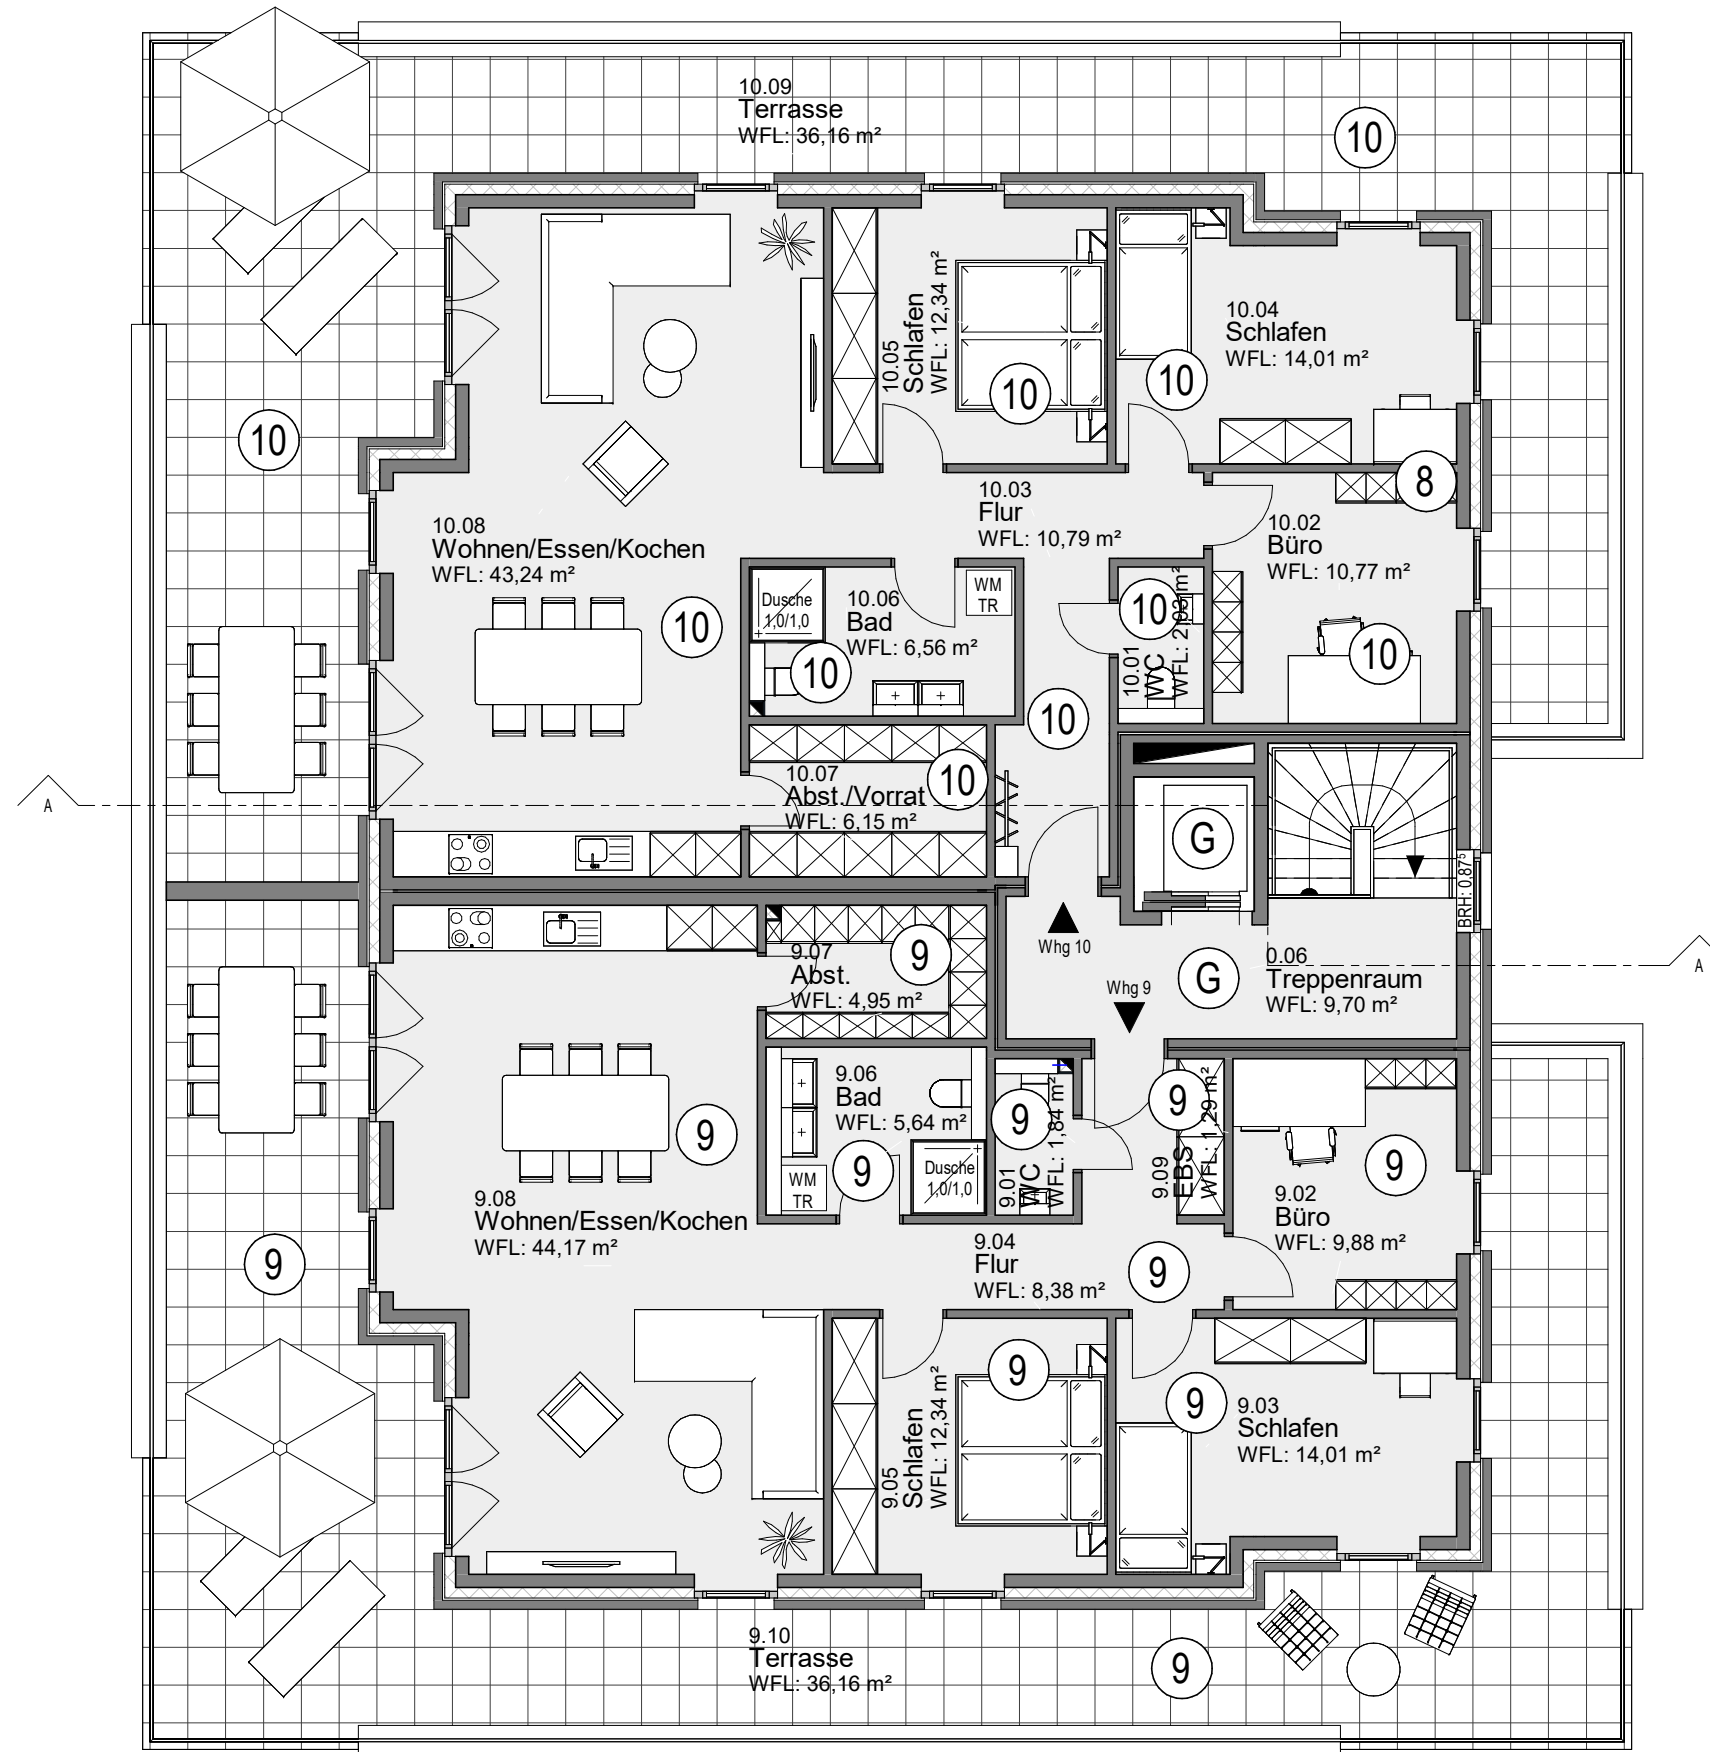 10.09
Terrasse
WFL: 36,16 m²
10
10.05
Schlafen
WFL: 12,34 m²
10
10.04
Schlafen
WFL: 14,01 m²
10
10
8
10.03
Flur
WFL: 10,79 m²
10.02
Büro
WFL: 10,77 m²
10
10.08
Wohnen/Essen/Kochen
WFL: 43,24 m²
10
Dusche
1,0/1,0
10.06
Bad
WFL: 6,56 m²
WM
TR
10
10.01
WC
WFL: 2,03 m²
10
10
10.07
Abst./Vorrat
WFL: 6,15 m²
10
A
G
BRH: 0,87⁵
Whg 10
Whg 9
G
0.06
Treppenraum
WFL: 9,70 m²
A
9.07
Abst.
WFL: 4,95 m²
9
9.06
Bad
WFL: 5,64 m²
9
WM
TR
Dusche
1,0/1,0
9.01
WC
WFL: 1,84 m²
9
9.09
EBS
WFL: 1,29 m²
9
9.02
Büro
WFL: 9,88 m²
9
9.08
Wohnen/Essen/Kochen
WFL: 44,17 m²
9
9
9.04
Flur
WFL: 8,38 m²
9
9.05
Schlafen
WFL: 12,34 m²
9
9.03
Schlafen
WFL: 14,01 m²
9
9.10
Terrasse
WFL: 36,16 m²
9